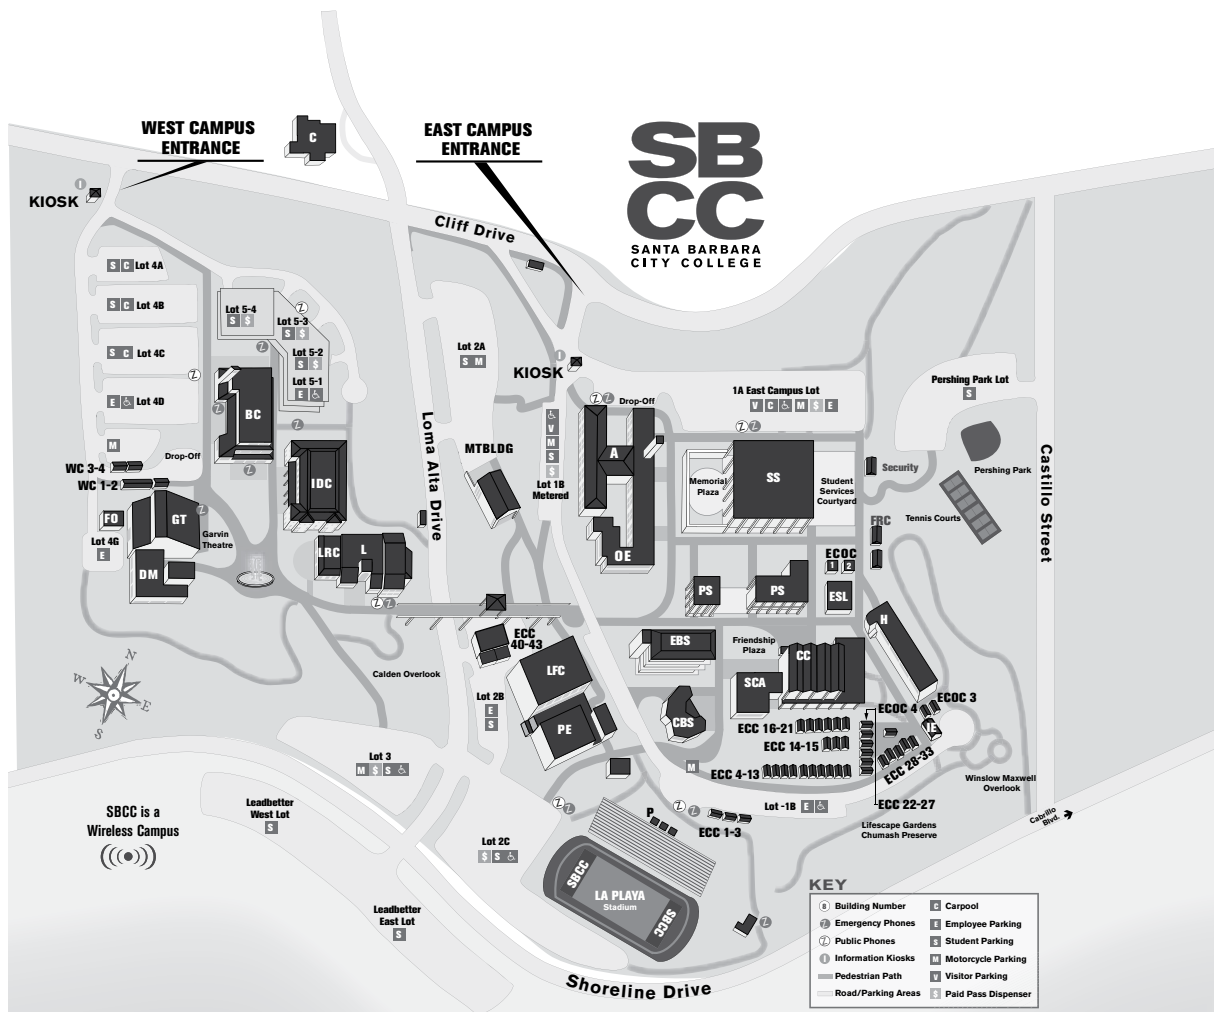 WEST CAMPUS
ENTRANCE
EAST CAMPUS
ENTRANCE
SB
CC
SANTA BARBARA
CITY COLLEGE
C
KIOSK
Cliff Drive
S C Lot 4A
S C Lot 4B
S C Lot 4C
E Lot 4D
M
Lot 5-4
S $
Lot 5-3
S $
Lot 5-2
S $
Lot 5-1
E
Lot 2A
S M
KIOSK
Drop-Off
1A East Campus Lot
V C M $ E
Pershing Park Lot
S
BC
Loma Alta Drive
MTBLDG
V
M
S
$
Lot 1B
Metered
A
Memorial
Plaza
SS
Student
Services
Courtyard
Security
Pershing Park
Castillo Street
Drop-Off
WC 3-4
WC 1-2
IDC
FO
GT
Garvin
Theatre
Lot 4G
E
DM
LRC
L
OE
FRC
Tennis Courts
ECOC
1 2
ESL
PS
PS
H
ECC
40-43
EBS
Friendship
Plaza
CC
SCA
LFC
PE
CBS
Calden Overlook
N
W
E
S
Lot 2B
E
S
ECOC 4
ECOC 3
IE
ECC 16-21
ECC 14-15
ECC 4-13
ECC 28-33
ECC 22-27
M
Winslow Maxwell
Overlook
Lot 3
M $ S
Lot -1B E
Lifescape Gardens
Chumash Preserve
Cabrillo
Blvd.
SBCC is a
Wireless Campus
Leadbetter
West Lot
S
P
ECC 1-3
Lot 2C
$ S
SBCC
LA PLAYA
Stadium
SBCC
Leadbetter
East Lot
S
Shoreline Drive
KEY
Building Number
Emergency Phones
Public Phones
Information Kiosks
Pedestrian Path
Road/Parking Areas
C Carpool
E Employee Parking
S Student Parking
M Motorcycle Parking
V Visitor Parking
$ Paid Pass Dispenser